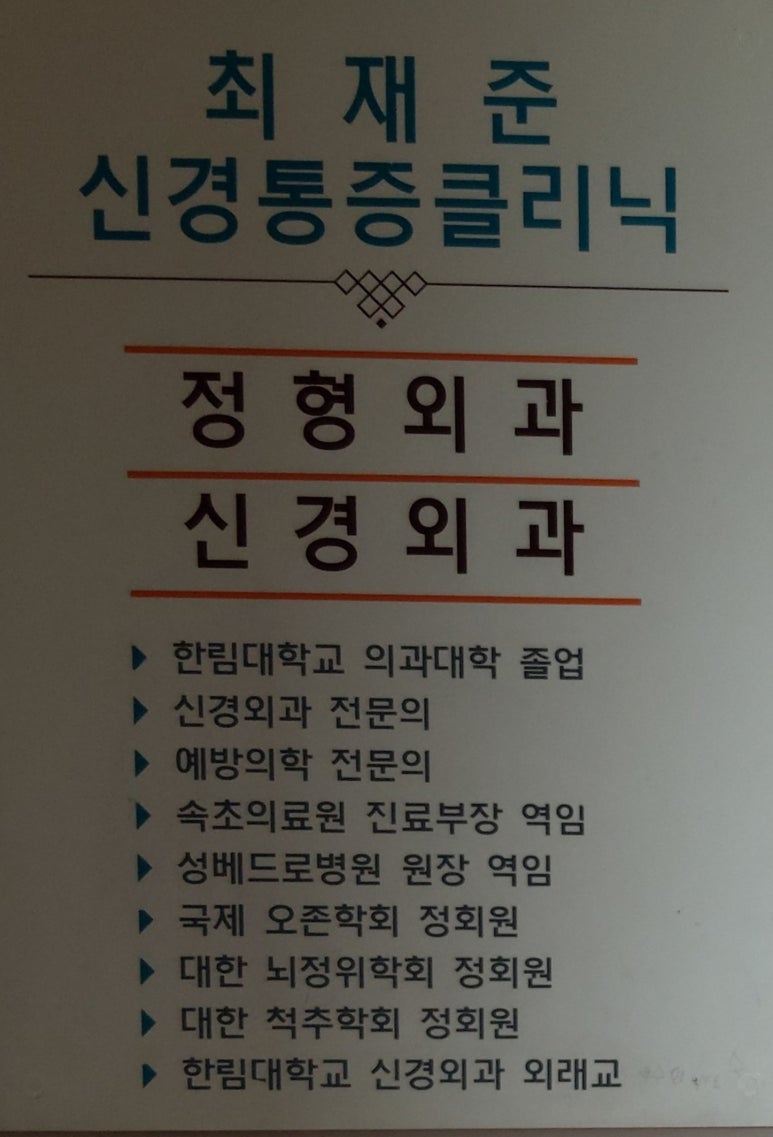 최 재 준
신경통증클리닉
정 형 외 과
신 경 외 과
한림대학교 의과대학 졸업
신경외과 전문의
예방의학 전문의
속초의료원 진료부장 역임
성베드로병원 원장 역임
국제 오존학회 정회원
대한 뇌정위학회 정회원
대한 척추학회 정회원
한림대학교 신경외과 외래교